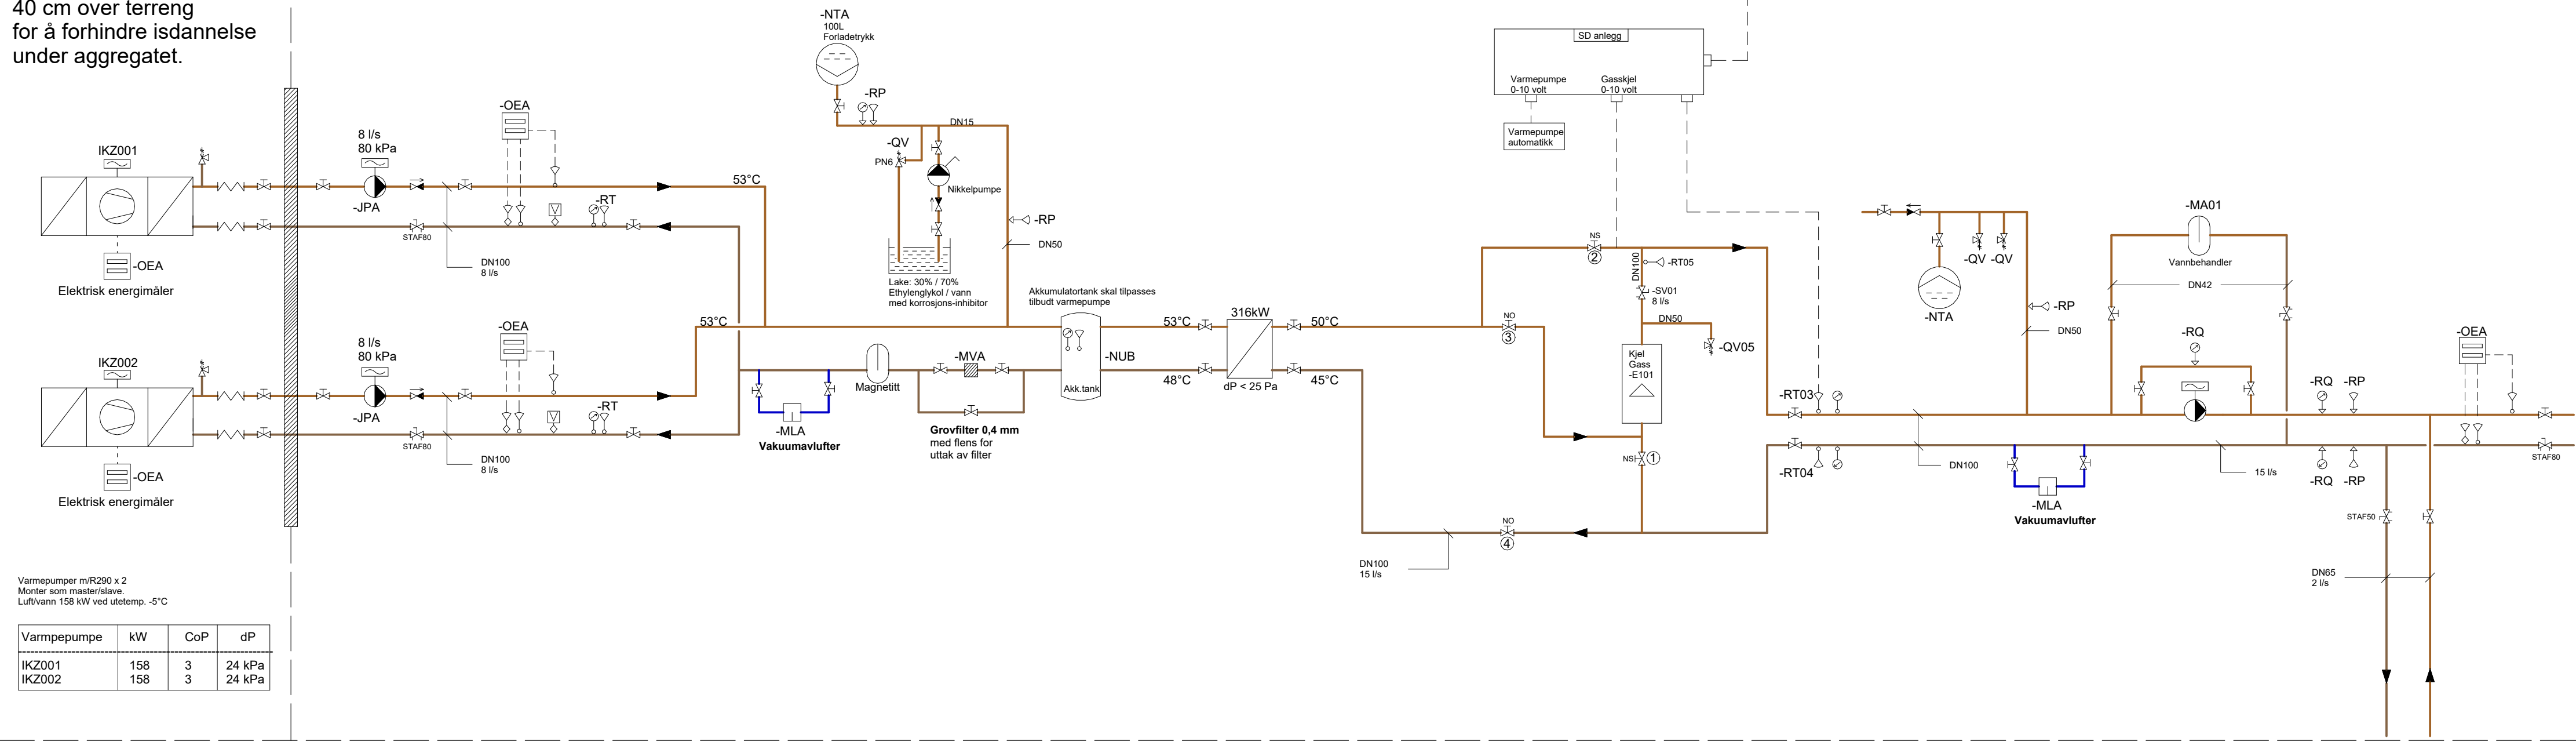 40 cm over terreng
for å forhindre isdannelse
under aggregatet.
IKZ001
-OEA
Elektrisk energimåler
8 l/s
80 kPa
-JPA
STAF80
DN100
8 l/s
-OEA
-RT
53°C
IKZ002
-OEA
Elektrisk energimåler
8 l/s
80 kPa
-JPA
STAF80
DN100
8 l/s
-OEA
V
-RT
53°C
V
-NTA
100L
Forladetrykk
-RP
DN15
-QV
PN6
Nikkelpumpe
-RP
DN50
Lake: 30% / 70%
Ethylenglykol / vann
med korrosjons-inhibitor
Akkumulatortank skal tilpasses
tilbudt varmepumpe
-MLA
Vakuumavlufter
Magnetitt
-MVA
Grovfilter 0,4 mm
med flens for
uttak av filter
-NUB
Akk.tank
53°C
48°C
316kW
dP < 25 Pa
50°C
45°C
SD anlegg
Varmepumpe
0-10 volt
Gasskjel
0-10 volt
Varmepumpe
automatikk
NS
2
DN100
-RT05
-SV01
8 l/s
DN50
-QV05
NO
3
Kjel
Gass
-E101
NS
1
NO
4
DN100
15 l/s
-RT03
-RT04
DN100
-NTA
-QV
-QV
-RP
DN50
-MA01
Vannbehandler
DN42
-RQ
-RQ
-RP
-OEA
-MLA
Vakuumavlufter
15 l/s
-RQ
-RP
STAF80
STAF50
DN65
2 l/s
Varmepumper m/R290 x 2
Monter som master/slave.
Luft/vann 158 kW ved utetemp. -5°C
Varmpepumpe kW CoP dP
IKZ001 158 3 24 kPa
IKZ002 158 3 24 kPa